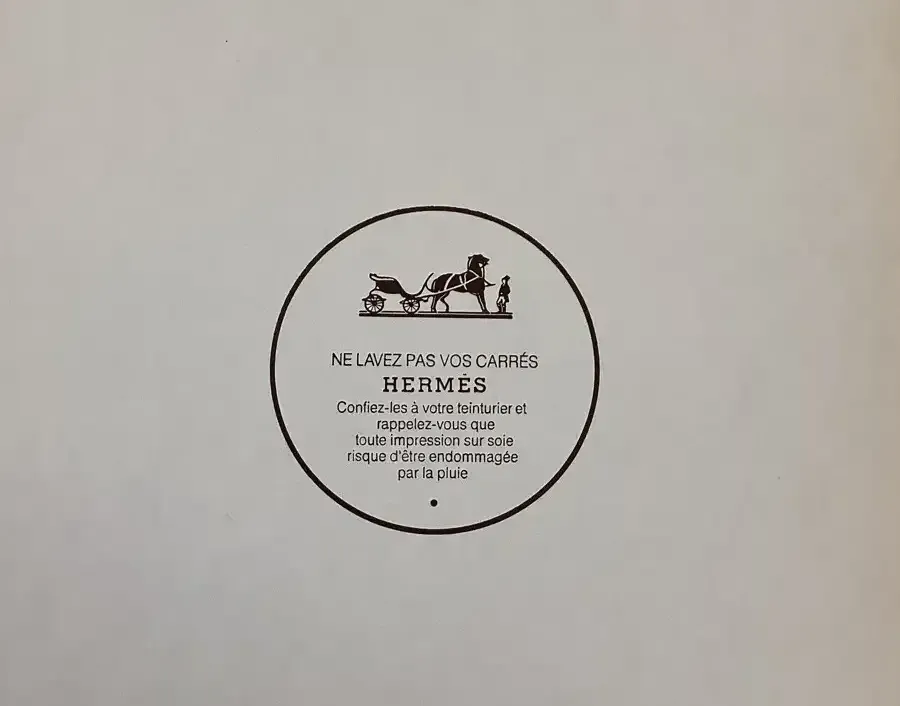 NE LAVEZ PAS VOS CARRÉS
HERMÈS
Confiez-les à votre teinturier et
rappelez-vous que
toute impression sur soie
risque d'être endommagée
par la pluie